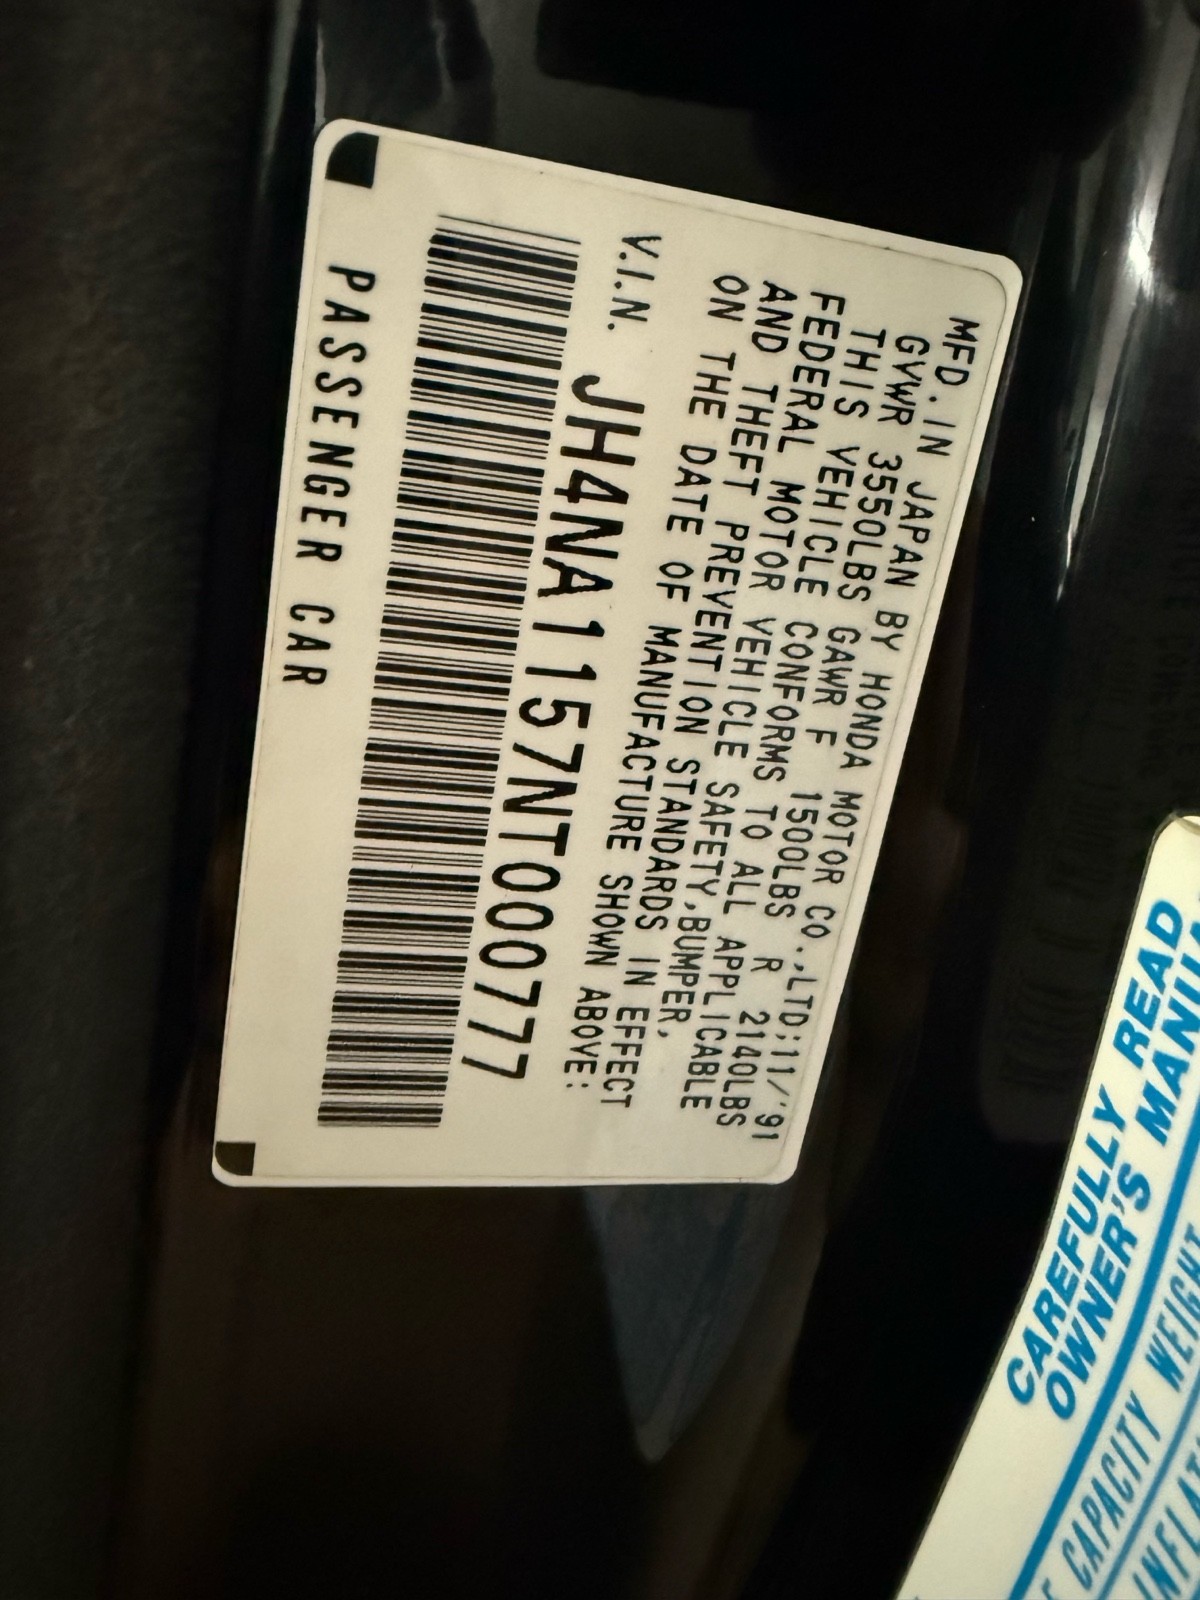 MFD. IN JAPAN BY HONDA MOTOR CO.,LTD;11/'91
GVWR 3550LBS GAWR F 1500LBS R 2140LBS
THIS VEHICLE CONFORMS TO ALL APPLICABLE
FEDERAL MOTOR VEHICLE SAFETY,BUMPER,
AND THEFT PREVENTION STANDARDS IN EFFECT
ON THE DATE OF MANUFACTURE SHOWN ABOVE:
V.I.N. JH4NA1157NT000777
PASSENGER CAR
CAREFULLY READ
OWNER'S
CAPACITY WEIGHT